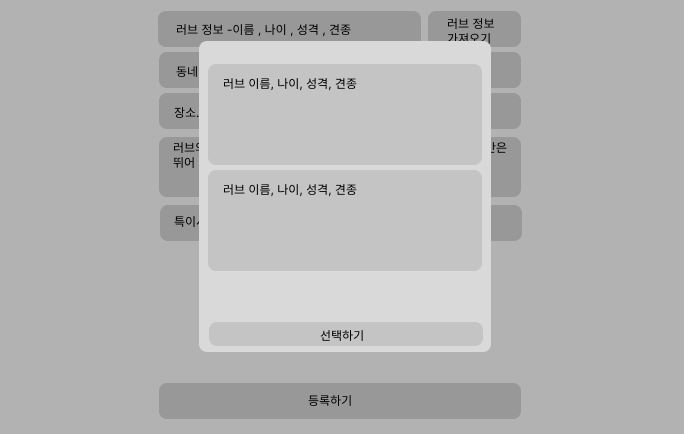 러브 정보 -이름 , 나이 , 성격 , 견종
러브 정보
가져오기
동네
러브 이름, 나이, 성격, 견종
장소
러브
은
뛰어
러브 이름, 나이, 성격, 견종
특이
선택하기
등록하기